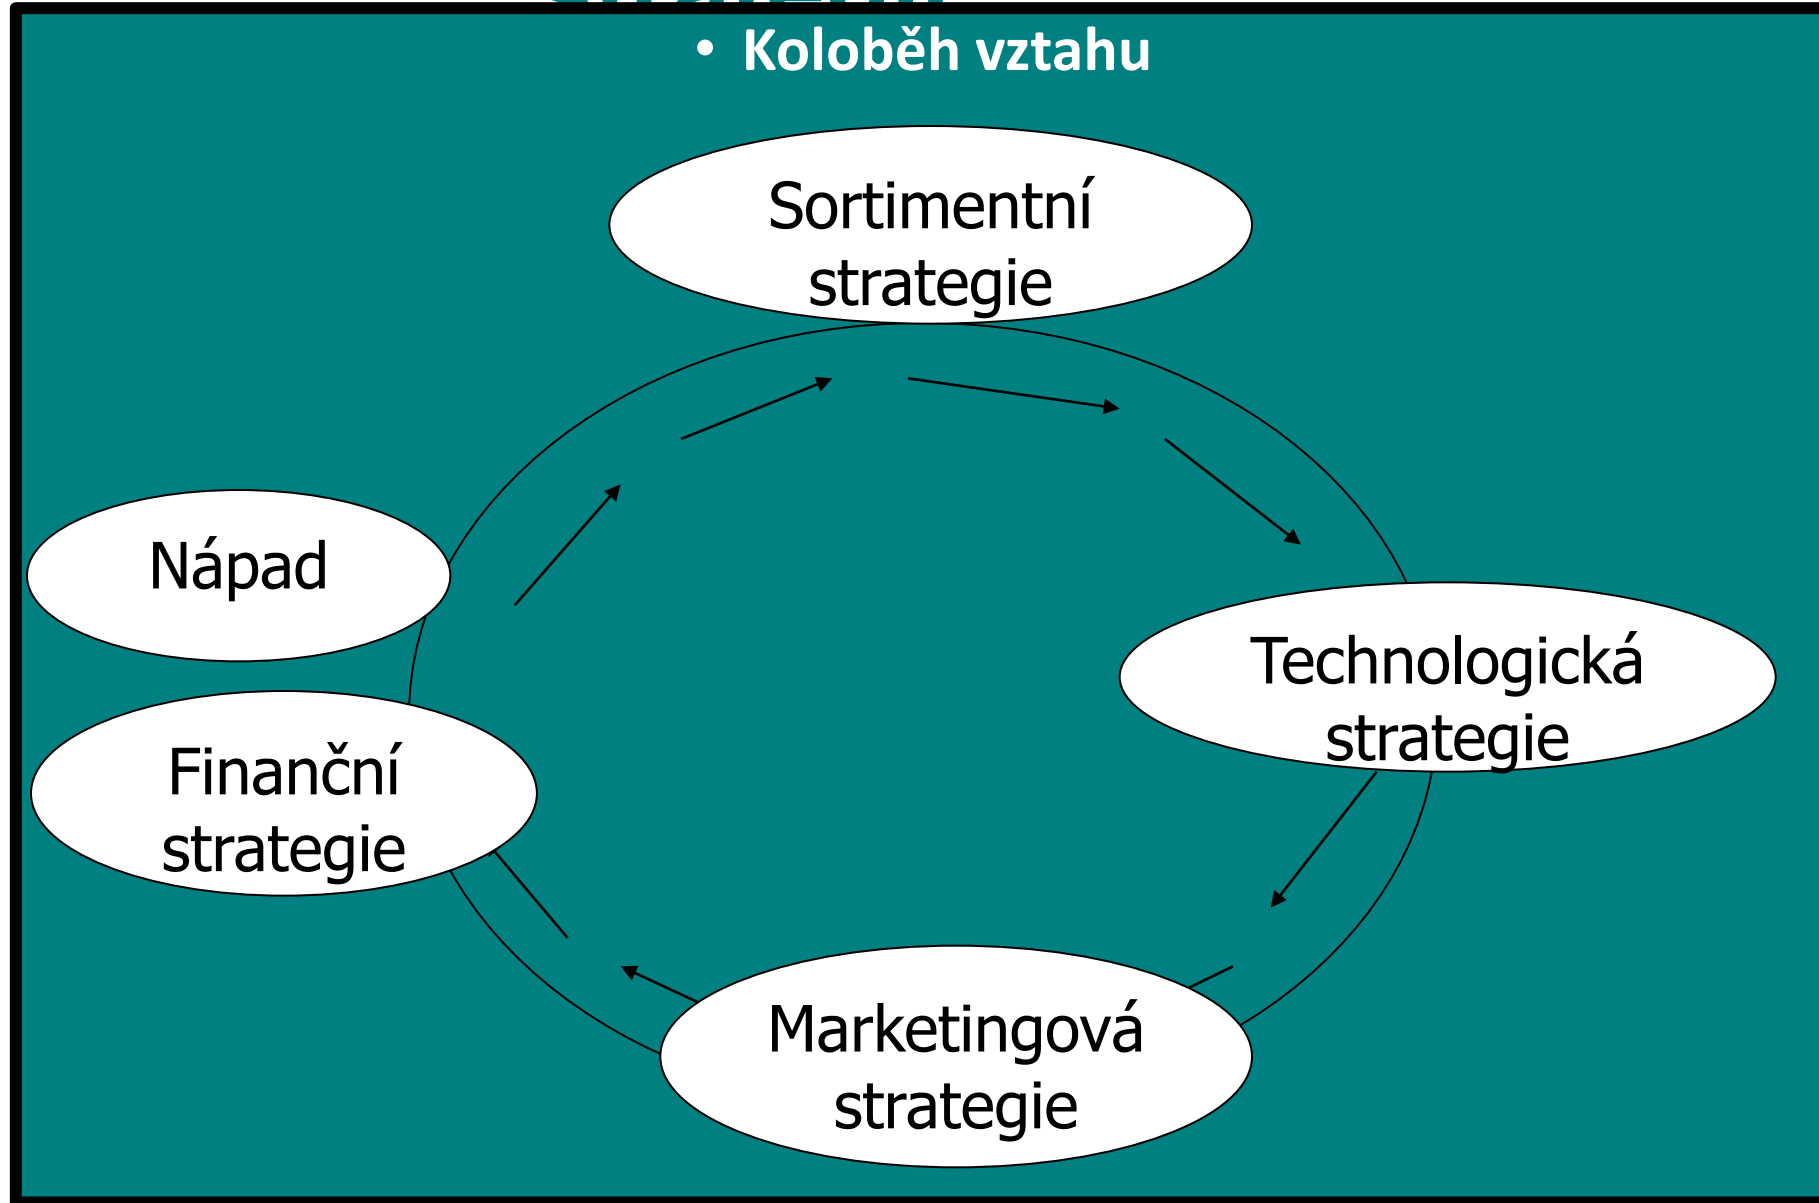 • Koloběh vztahu
Sortimentní
strategie
Nápad
Technologická
strategie
Finanční
strategie
Marketingová
strategie